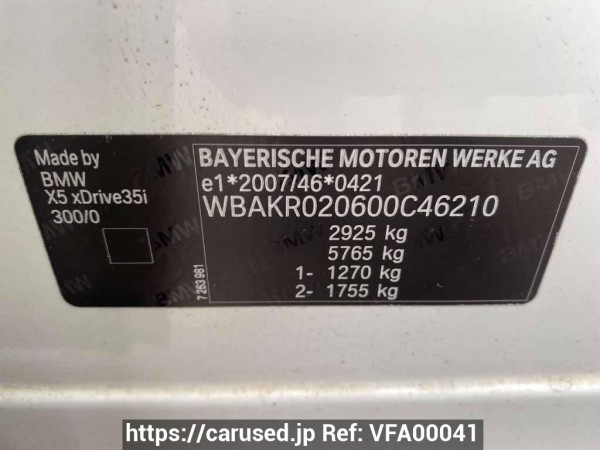 Made by
BMW
X5 xDrive35i
300/0
7 263 981
BAYERISCHE MOTOREN WERKE AG
e1*2007/46*0421
WBAKR020600C46210
2925 kg
5765 kg
1- 1270 kg
2- 1755 kg
https://carused.jp Ref: VFA00041